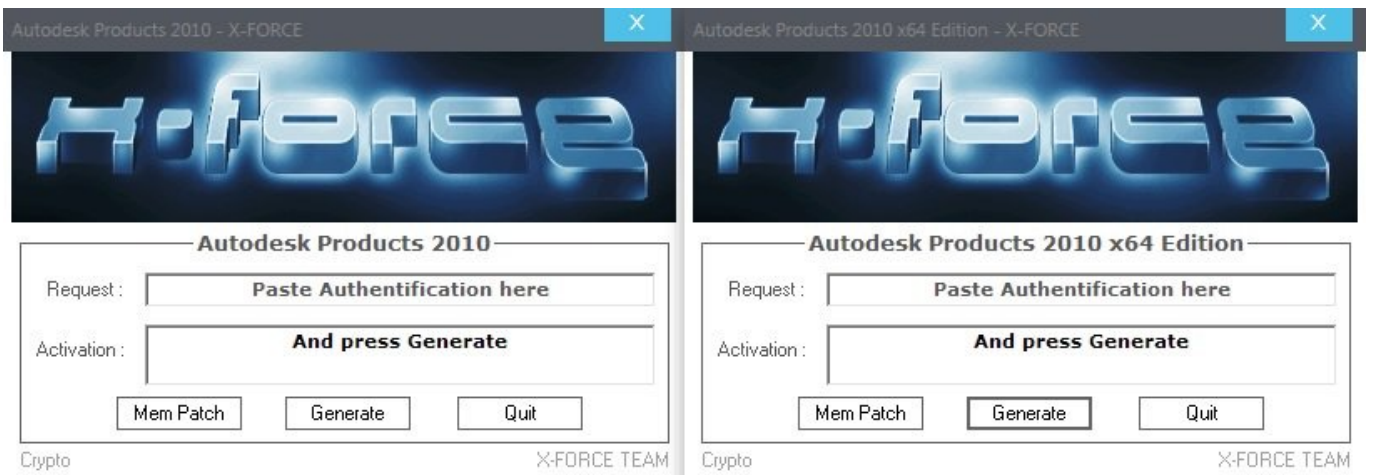 Autodesk Products 2010 - X-FORCE
X
x-force
Autodesk Products 2010
Request :
Paste Authentification here
Activation :
And press Generate
Mem Patch
Generate
Quit
Crypto
X-FORCE TEAM
Autodesk Products 2010 x64 Edition - X-FORCE
X
x-force
Autodesk Products 2010 x64 Edition
Request :
Paste Authentification here
Activation :
And press Generate
Mem Patch
Generate
Quit
Crypto
X-FORCE TEAM